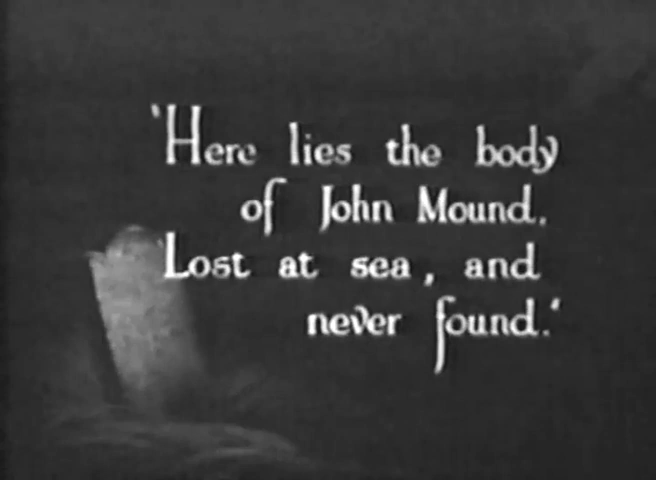 'Here lies the body
of John Mound.
Lost at sea, and
never found.'